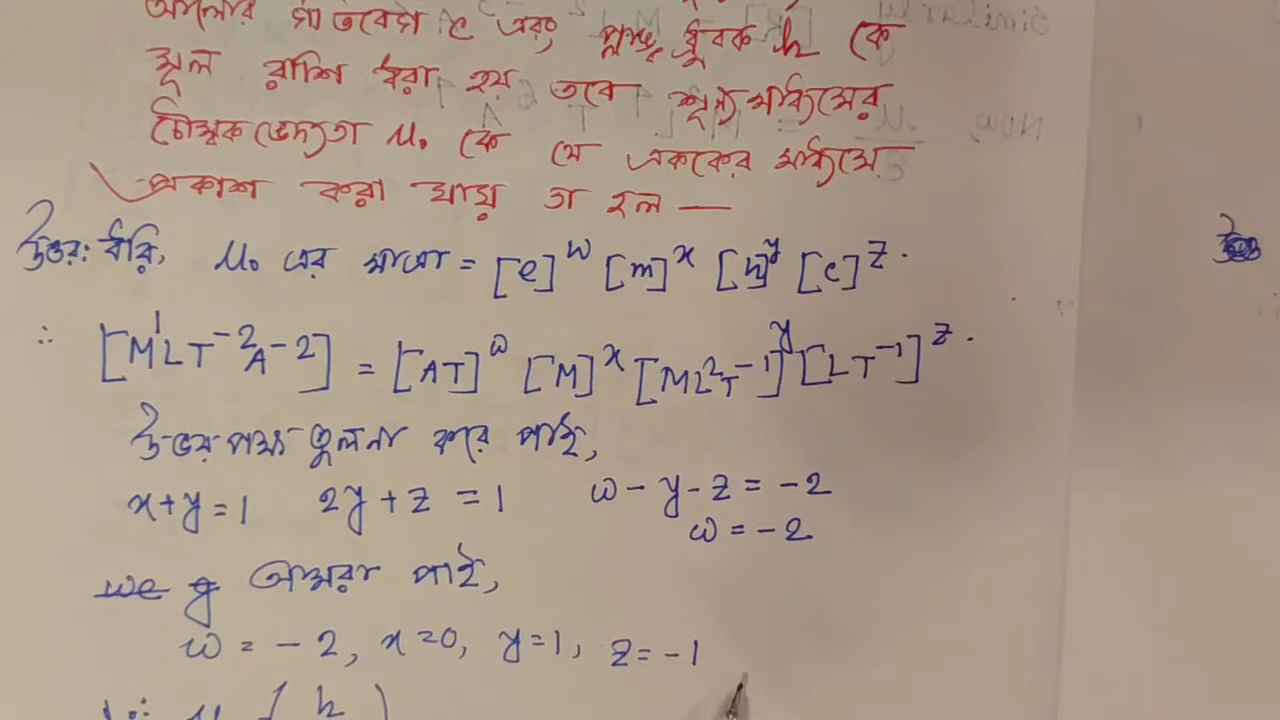 আলোর গতিবেগ c এবং প্লাঙ্ক ধ্রুবক h কে
মূল রাশি ধরা হয় তবে শূন্য মাধ্যমের
চৌম্বক ভেদ্যতা μ₀ কে যে এককের মাধ্যমে
প্রকাশ করা যায় তা হল —
উত্তর: ধরি, μ₀ এর মাত্রা = [e]^w [m]^x [h]^y [c]^z.
∴ [M¹LT⁻²A⁻²] = [AT]^w [M]^x [ML²T⁻¹]^y [LT⁻¹]^z.
উভয় পক্ষ তুলনা করে পাই,
x+y=1 2y+z=1 w-y-z=-2
w=-2
আমরা পাই,
w=-2, x=0, y=1, z=-1